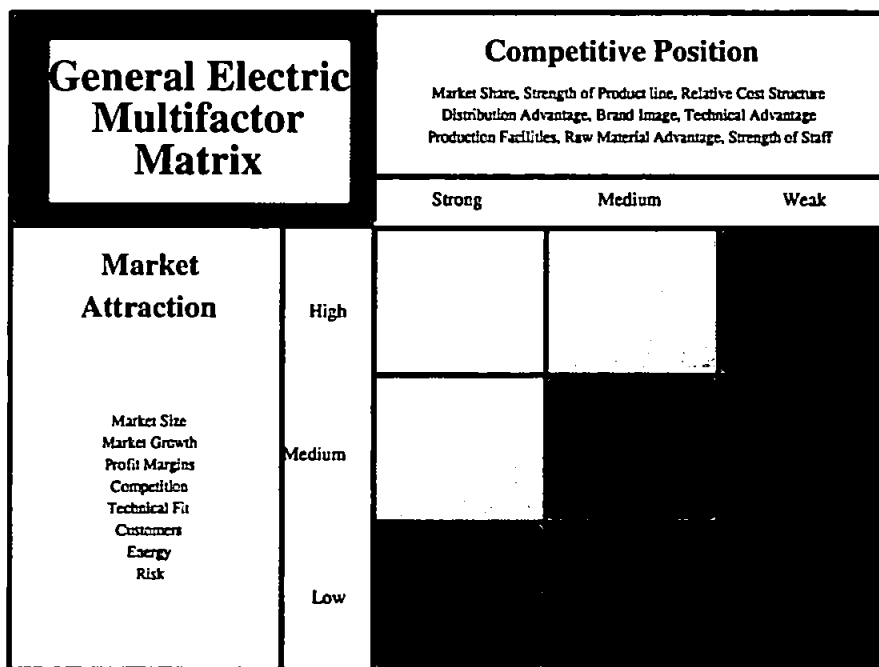 General Electric
Multifactor
Matrix
Competitive Position
Market Share, Strength of Product line, Relative Cost Structure
Distribution Advantage, Brand Image, Technical Advantage
Production Facilities, Raw Material Advantage, Strength of Staff
Strong Medium Weak
Market
Attraction
High
Market Size
Market Growth
Profit Margins
Competition
Technical Fit
Customers
Energy
Risk
Medium
Low